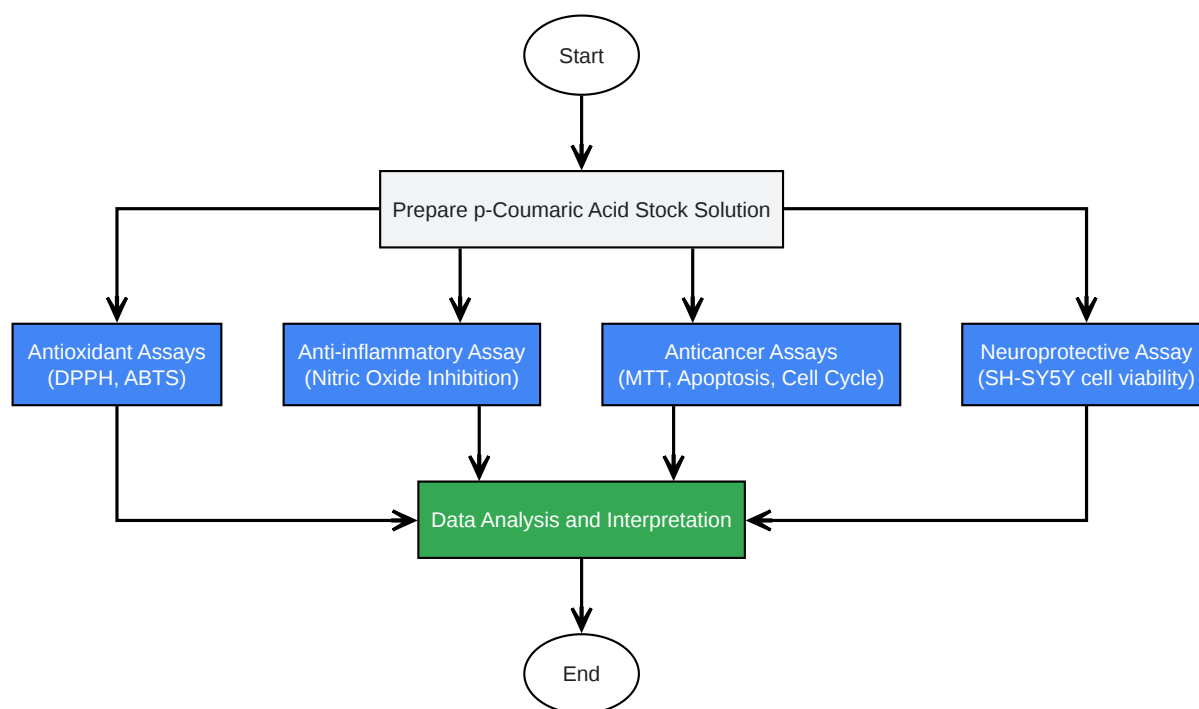 Start
Prepare p-Coumaric Acid Stock Solution
Antioxidant Assays
(DPPH, ABTS)
Anti-inflammatory Assay
(Nitric Oxide Inhibition)
Anticancer Assays
(MTT, Apoptosis, Cell Cycle)
Neuroprotective Assay
(SH-SY5Y cell viability)
Data Analysis and Interpretation
End